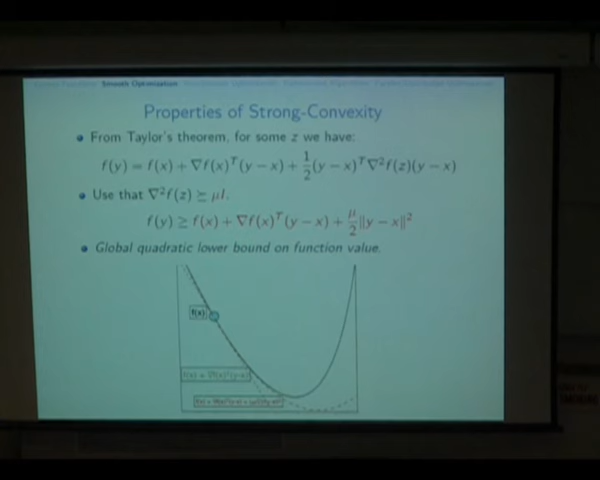 Smooth Optimization
Properties of Strong-Convexity
From Taylor's theorem, for some z we have:
f(y) = f(x) + ∇f(x)ᵀ(y − x) + 1/2 (y − x)ᵀ∇²f(z)(y − x)
Use that ∇²f(z) ⪰ μI.
f(y) ≥ f(x) + ∇f(x)ᵀ(y − x) + μ/2 ‖y − x‖²
Global quadratic lower bound on function value.
f(x)
f(x) + ∇f(x)ᵀ(y-x)